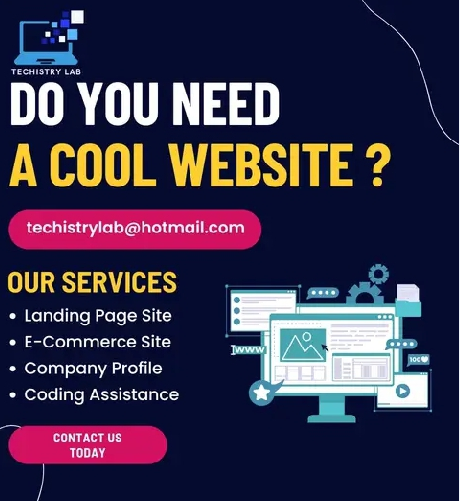 TECHISTRY LAB
DO YOU NEED
A COOL WEBSITE ?
techistrylab@hotmail.com
OUR SERVICES
• Landing Page Site
• E-Commerce Site
• Company Profile
• Coding Assistance
www
100
CONTACT US
TODAY